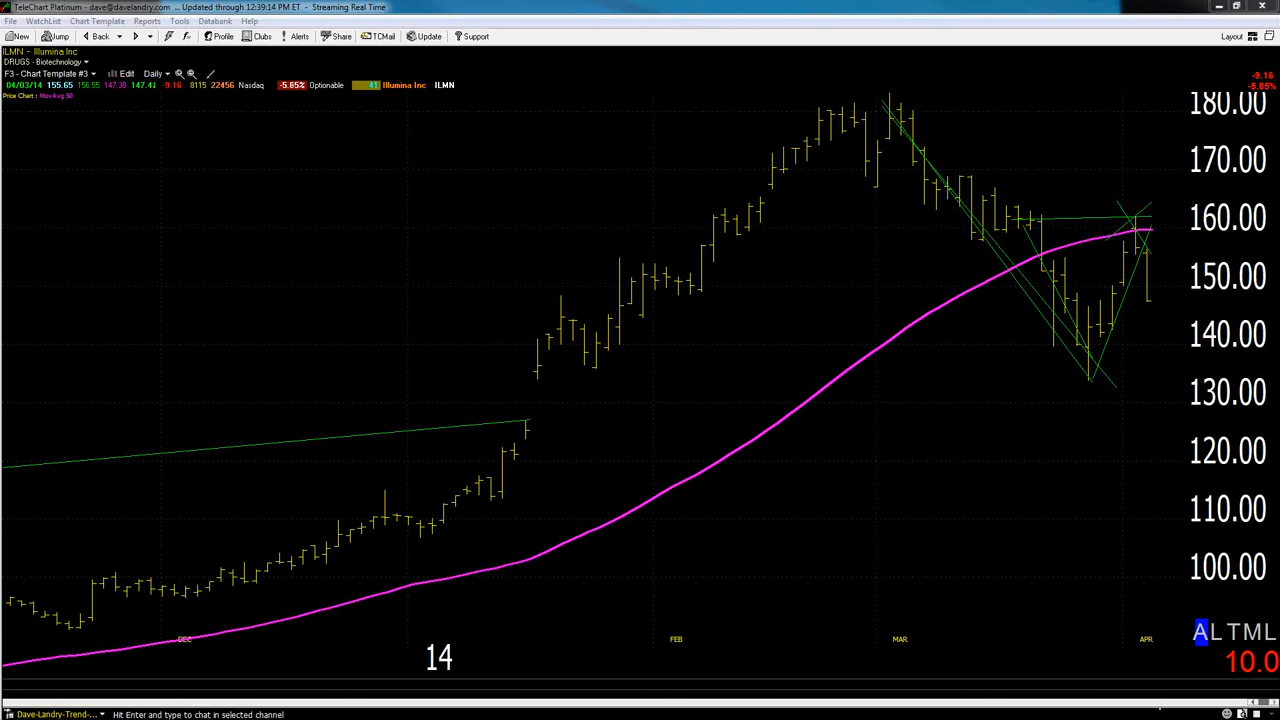 TeleChart Platinum - dave@davelandry.com ... Updated through 12:39:14 PM ET - Streaming Real Time
File WatchList Chart Template Reports Tools Databank Help
New Jump Back Profile Clubs Alerts Share TCMail Update Support Layout
ILMN - Illumina Inc
DRUGS - Biotechnology
F3 - Chart Template #3 Edit Daily
-9.16
04/03/14 155.65 156.55 147.38 147.47 -9.16 8115 22456 Nasdaq -5.85% Optionable 41 Illumina Inc ILMN
-5.85%
Price Chart : MovAvg 50
180.00
170.00
160.00
150.00
140.00
130.00
120.00
110.00
100.00
DEC FEB MAR APR
14
ALTML
10.0
Dave-Landry-Trend-... Hit Enter and type to chat in selected channel